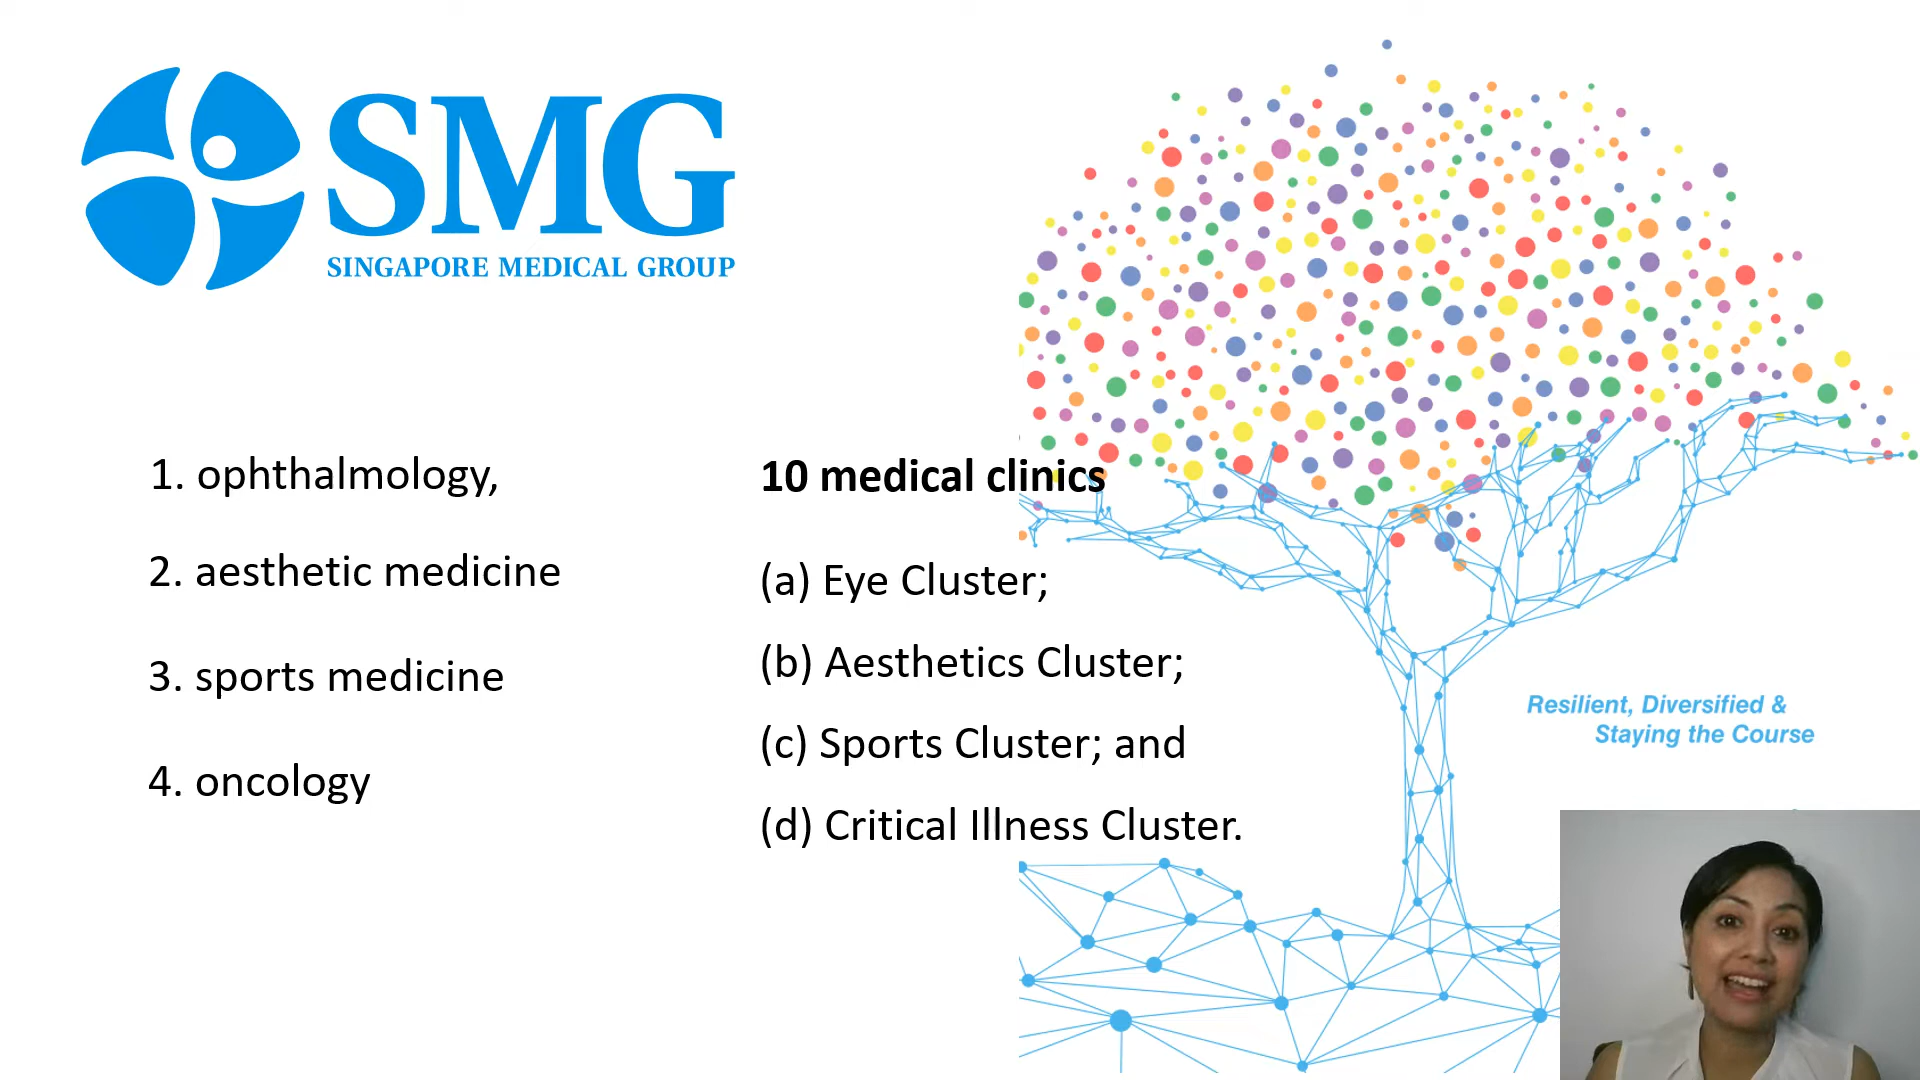 SMG
SINGAPORE MEDICAL GROUP
1. ophthalmology,
2. aesthetic medicine
3. sports medicine
4. oncology
10 medical clinics
(a) Eye Cluster;
(b) Aesthetics Cluster;
(c) Sports Cluster; and
(d) Critical Illness Cluster.
Resilient, Diversified &
Staying the Course